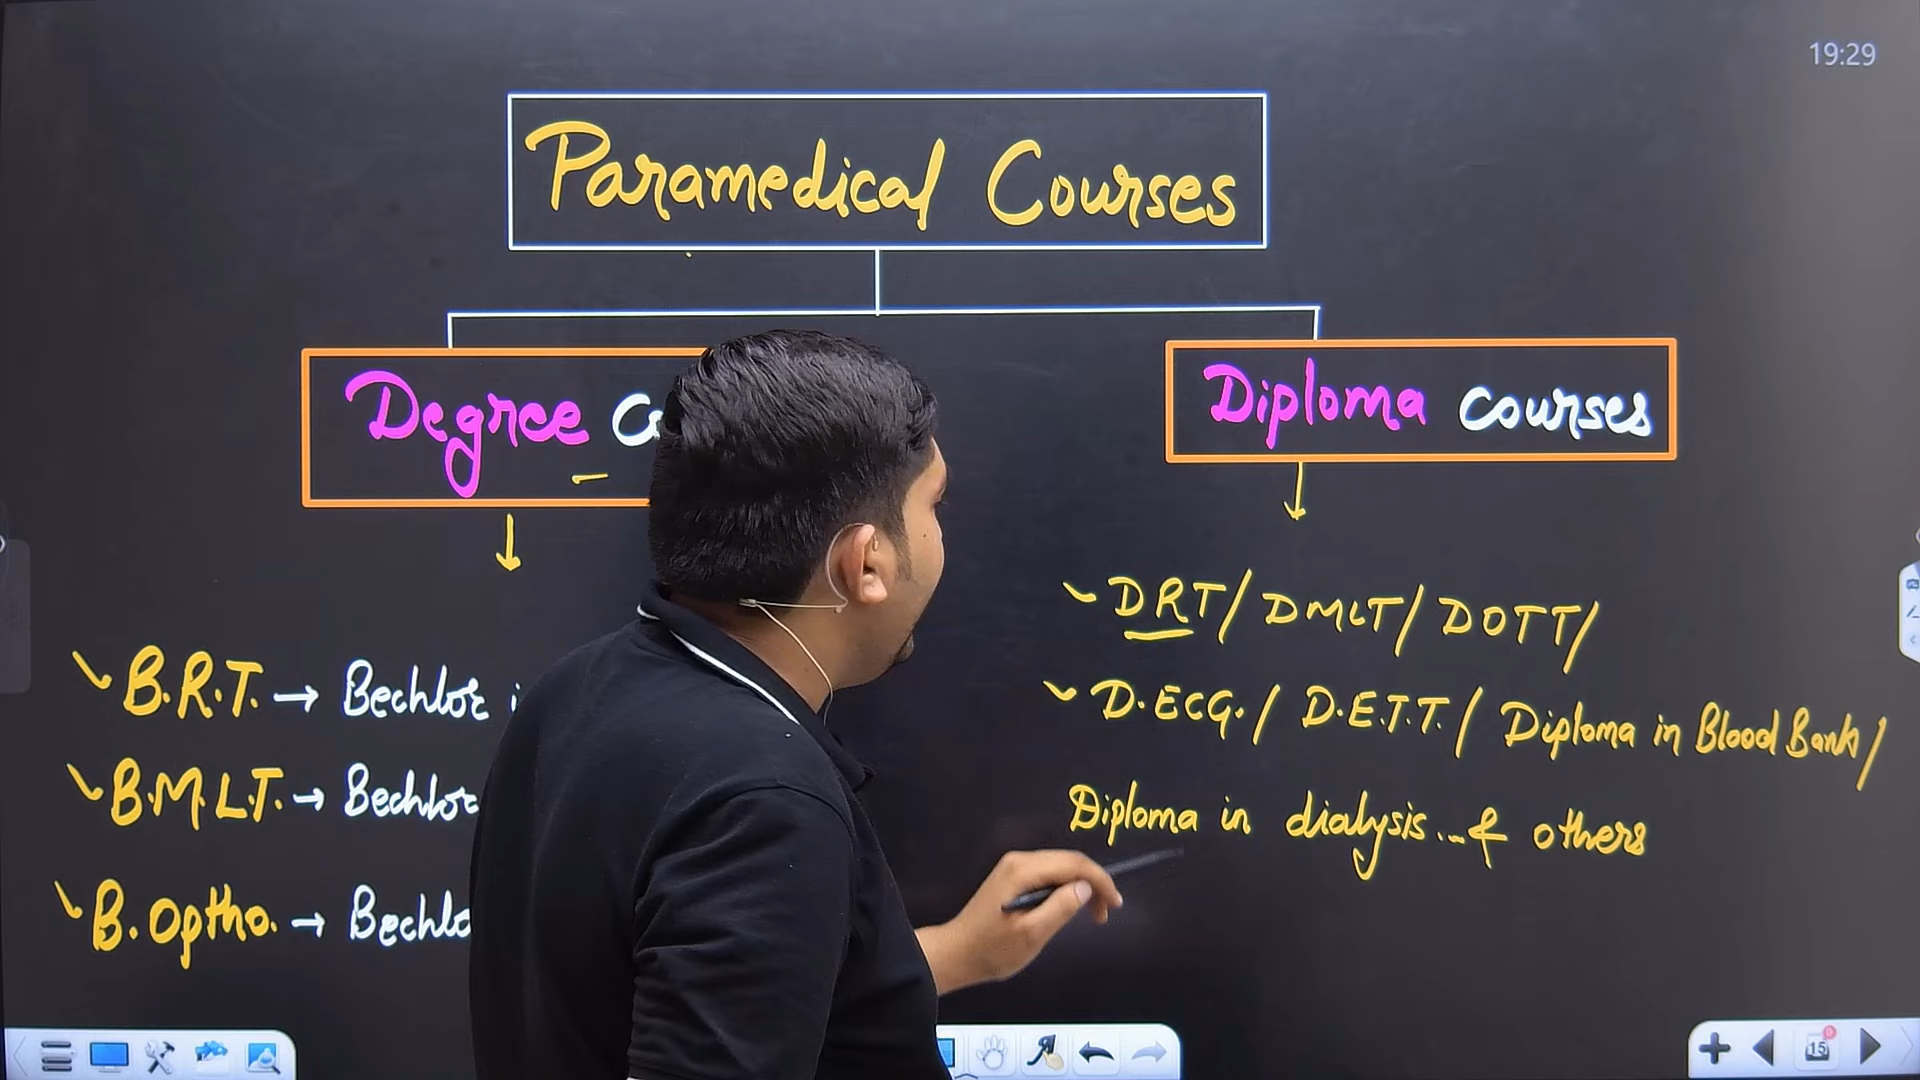 19:29
Paramedical Courses
Degree
Diploma courses
B.R.T. → Bechlor
B.M.L.T. → Bechlor
B.Optho. →
DRT/ DMLT/ DOTT/
D.ECG./ D.E.T.T./ Diploma in Blood Bank/
Diploma in dialysis...& others
15